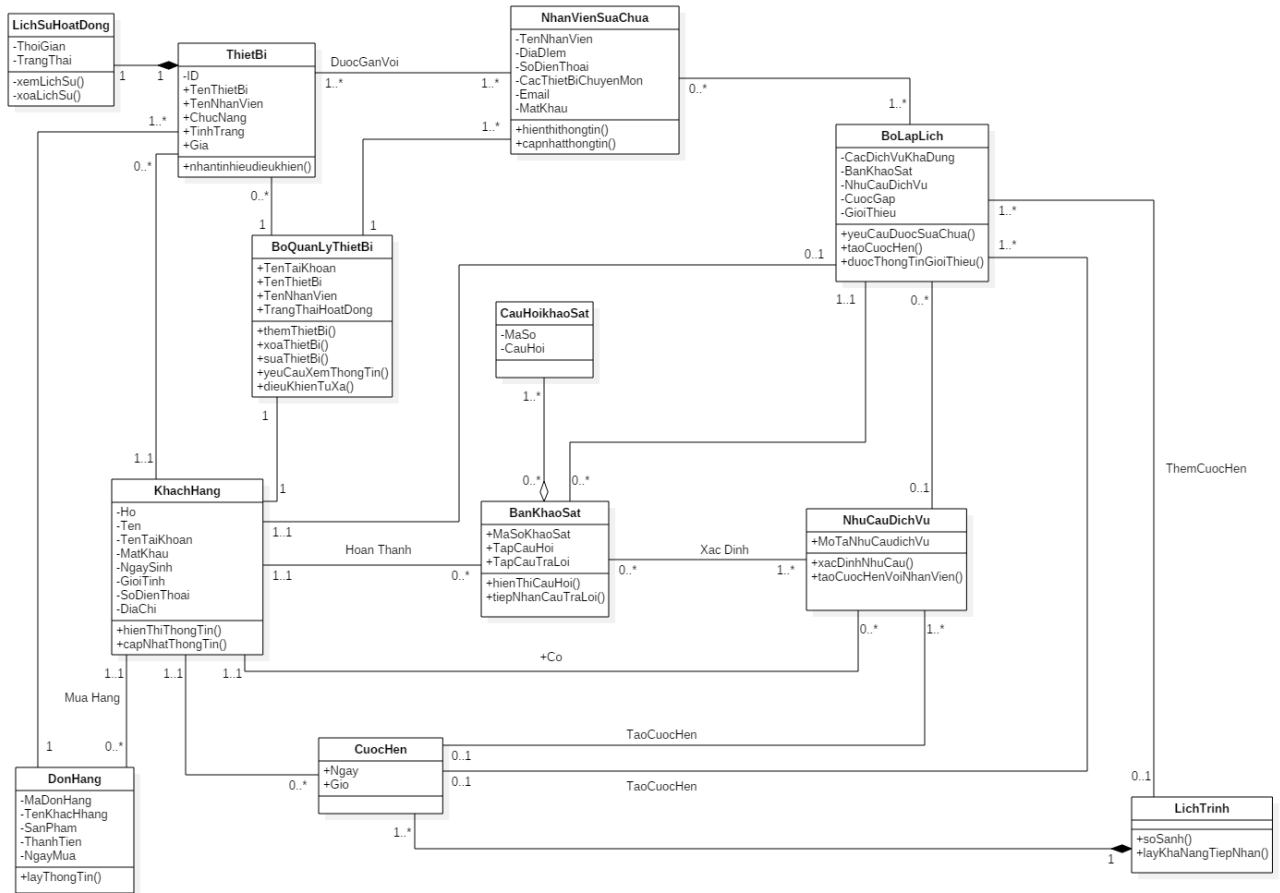 LichSuHoatDong
-ThoiGian
-TrangThai
-xemLichSu()
-xoaLichSu()
1
1
ThietBi
-ID
+TenThietBi
+TenNhanVien
+ChucNang
+TinhTrang
+Gia
+nhantinhieudieukhien()
DuocGanVoi
1..*
1..*
NhanVienSuaChua
-TenNhanVien
-DiaDIem
-SoDienThoai
-CacThietBiChuyenMon
-Email
-MatKhau
+hienthithongtin()
+capnhatthongtin()
0..*
1..*
1..*
0..*
1..*
0..*
1
1
BoLapLich
-CacDichVuKhaDung
-BanKhaoSat
-NhuCauDichVu
-CuocGap
-GioiThieu
+yeuCauDuocSuaChua()
+taoCuocHen()
+duocThongTinGioiThieu()
1..*
1..*
0..1
1..1
0..*
BoQuanLyThietBi
+TenTaiKhoan
+TenThietBi
+TenNhanVien
+TrangThaiHoatDong
+themThietBi()
+xoaThietBi()
+suaThietBi()
+yeuCauXemThongTin()
+dieuKhienTuXa()
1
CauHoikhaoSat
-MaSo
-CauHoi
1..*
0..*
0..*
ThemCuocHen
1..1
1
0..1
KhachHang
-Ho
-Ten
-TenTaiKhoan
-MatKhau
-NgaySinh
-GioiTinh
-SoDienThoai
-DiaChi
+hienThiThongTin()
+capNhatThongTin()
1..1
Hoan Thanh
1..1
0..*
BanKhaoSat
+MaSoKhaoSat
+TapCauHoi
+TapCauTraLoi
+hienThiCauHoi()
+tiepNhanCauTraLoi()
Xac Dinh
0..*
1..*
NhuCauDichVu
+MoTaNhuCaudichVu
+xacDinhNhuCau()
+taoCuocHenVoiNhanVien()
0..*
1..*
+Co
1..1
1..1
1..1
Mua Hang
1
0..*
DonHang
-MaDonHang
-TenKhacHhang
-SanPham
-ThanhTien
-NgayMua
+layThongTin()
CuocHen
+Ngay
+Gio
0..*
TaoCuocHen
0..1
0..1
TaoCuocHen
1..*
1
0..1
LichTrinh
+soSanh()
+layKhaNangTiepNhan()